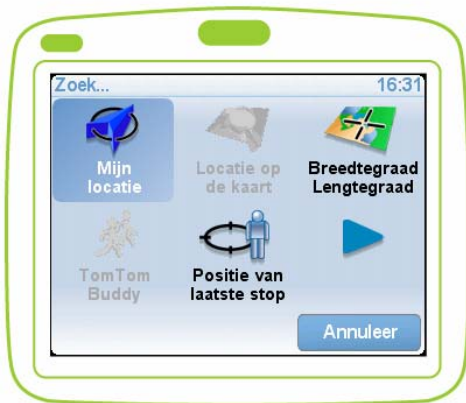 Zoek...
16:31
Mijn
locatie
Locatie op
de kaart
Breedtegraad
Lengtegraad
TomTom
Buddy
Positie van
laatste stop
Annuleer